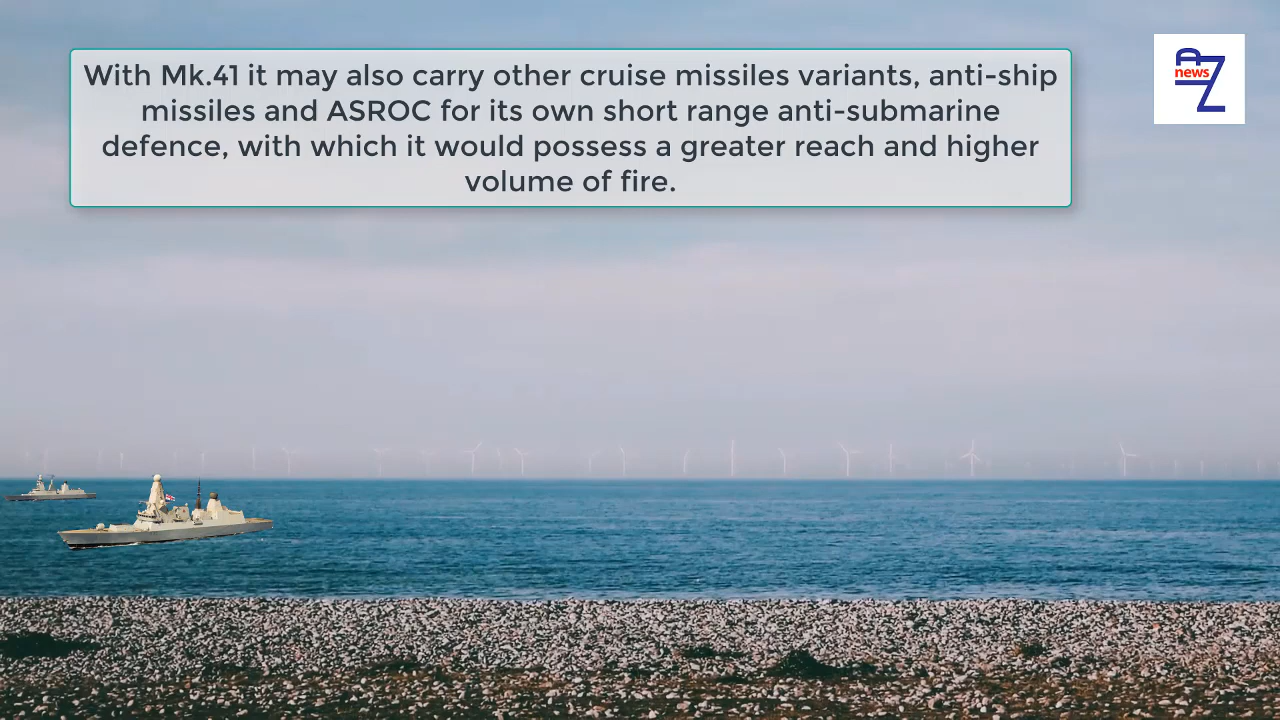 With Mk.41 it may also carry other cruise missiles variants, anti-ship
missiles and ASROC for its own short range anti-submarine
defence, with which it would possess a greater reach and higher
volume of fire.
A
news
Z